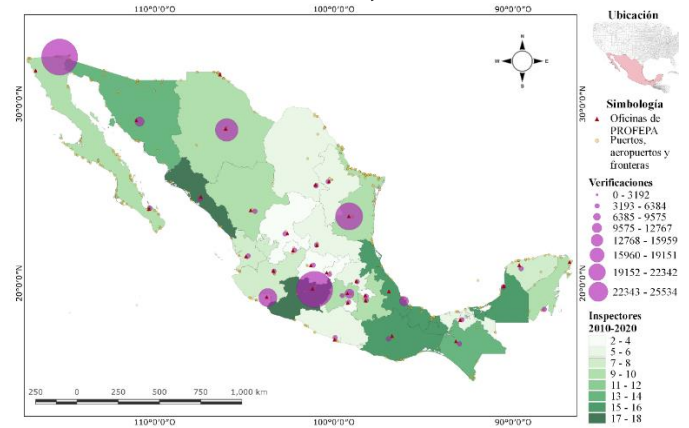 110°0'0"O
100°0'0"O
90°0'0"O
Ubicación
N
W
E
S
30°0'0"N
30°0'0"N
20°0'0"N
20°0'0"N
Simbología
Oficinas de
PROFEPA
Puertos,
aeropuertos y
fronteras
Verificaciones
0 - 3192
3193 - 6384
6385 - 9575
9575 - 12767
12768 - 15959
15960 - 19151
19152 - 22342
22343 - 25534
Inspectores
2010-2020
2 - 4
5 - 6
7 - 8
9 - 10
11 - 12
13 - 14
15 - 16
17 - 18
250 0 250 500 750 1,000 km
110°0'0"O
100°0'0"O
90°0'0"O